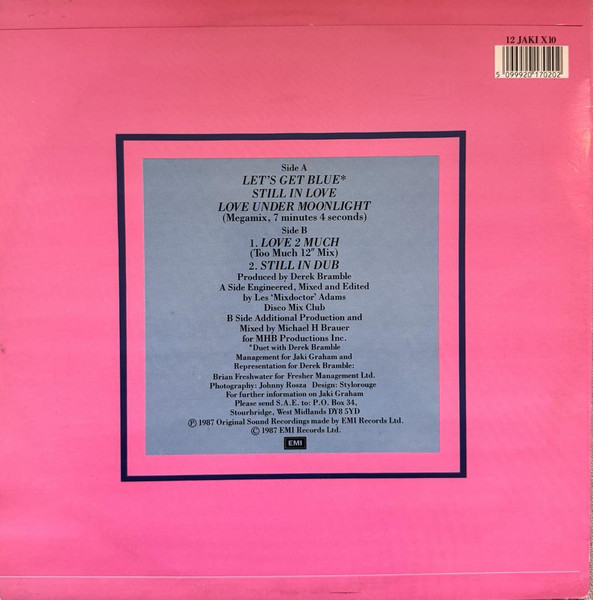 12 JAKI X10
5 099920 170202
Side A
LET'S GET BLUE*
STILL IN LOVE
LOVE UNDER MOONLIGHT
(Megamix, 7 minutes 4 seconds)
Side B
1. LOVE 2 MUCH
(Too Much 12" Mix)
2. STILL IN DUB
Produced by Derek Bramble
A Side Engineered, Mixed and Edited
by Les 'Mixdoctor' Adams
Disco Mix Club
B Side Additional Production and
Mixed by Michael H Brauer
for MHB Productions Inc.
*Duet with Derek Bramble
Management for Jaki Graham and
Representation for Derek Bramble:
Brian Freshwater for Fresher Management Ltd.
Photography: Johnny Rosza Design: Stylorouge
For further information on Jaki Graham
Please send S.A.E. to: P.O. Box 34,
Stourbridge, West Midlands DY8 5YD
℗ 1987 Original Sound Recordings made by EMI Records Ltd.
© 1987 EMI Records Ltd.
EMI